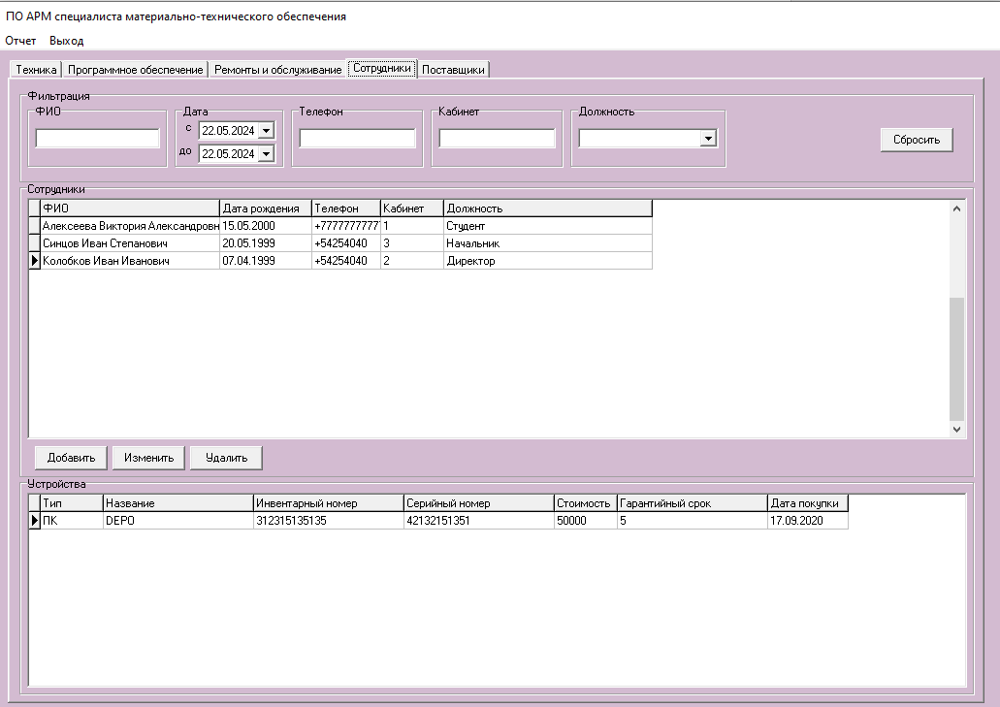 ПО АРМ специалиста материально-технического обеспечения
Отчет Выход
Техника Программное обеспечение Ремонты и обслуживание Сотрудники Поставщики
Фильтрация
ФИО Дата Телефон Кабинет Должность
с 22.05.2024
до 22.05.2024
Сбросить
Сотрудники
ФИО Дата рождения Телефон Кабинет Должность
Алексеева Виктория Александровн 15.05.2000 +7777777777 1 Студент
Синцов Иван Степанович 20.05.1999 +54254040 3 Начальник
Колобков Иван Иванович 07.04.1999 +54254040 2 Директор
Добавить Изменить Удалить
Устройства
Тип Название Инвентарный номер Серийный номер Стоимость Гарантийный срок Дата покупки
ПК DEPO 312315135135 42132151351 50000 5 17.09.2020